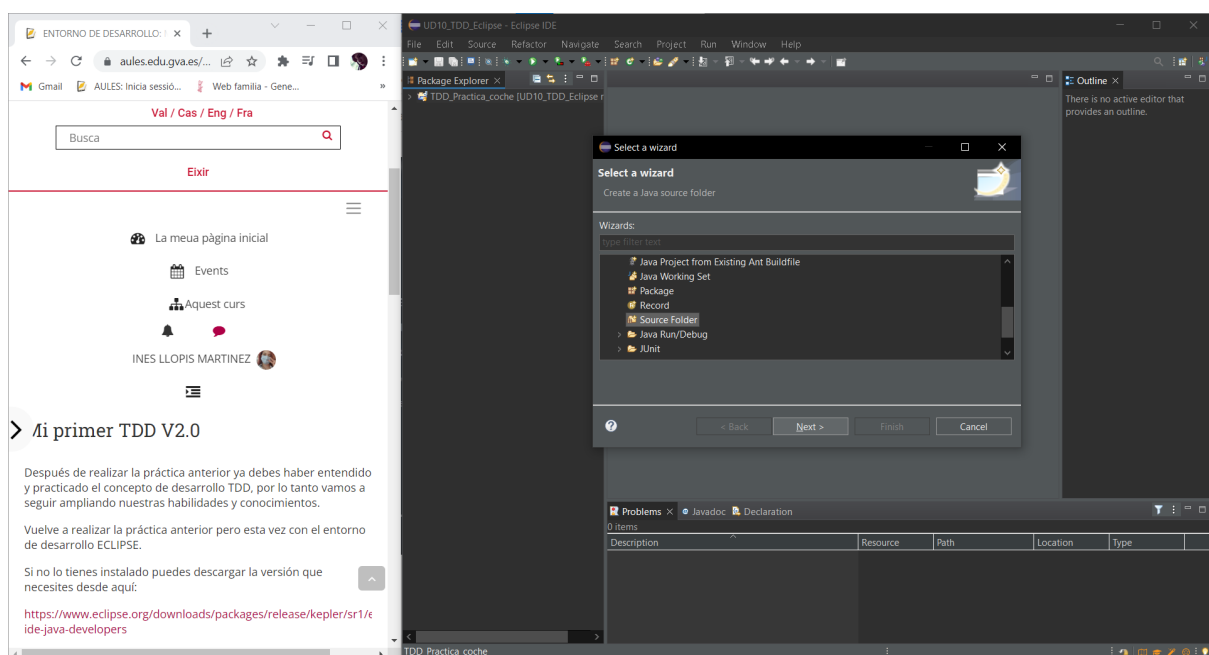 ENTORNO DE DESARROLLO:
aules.edu.gva.es/...
Gmail
AULES: Inicia sessió...
Web familia - Gene...
»
Val / Cas / Eng / Fra
Busca
Eixir
La meua pàgina inicial
Events
Aquest curs
INES LLOPIS MARTINEZ
Mi primer TDD V2.0
Después de realizar la práctica anterior ya debes haber entendido
y practicado el concepto de desarrollo TDD, por lo tanto vamos a
seguir ampliando nuestras habilidades y conocimientos.
Vuelve a realizar la práctica anterior pero esta vez con el entorno
de desarrollo ECLIPSE.
Si no lo tienes instalado puedes descargar la versión que
necesites desde aquí:
https://www.eclipse.org/downloads/packages/release/kepler/sr1/e
ide-java-developers
UD10_TDD_Eclipse - Eclipse IDE
File Edit Source Refactor Navigate Search Project Run Window Help
Package Explorer
TDD_Practica_coche [UD10_TDD_Eclipse r
Outline
There is no active editor that
provides an outline.
Select a wizard
Select a wizard
Create a Java source folder
Wizards:
type filter text
Java Project from Existing Ant Buildfile
Java Working Set
Package
Record
Source Folder
Java Run/Debug
JUnit
< Back
Next >
Finish
Cancel
Problems
Javadoc
Declaration
0 items
Description
Resource
Path
Location
Type
TDD_Practica_coche